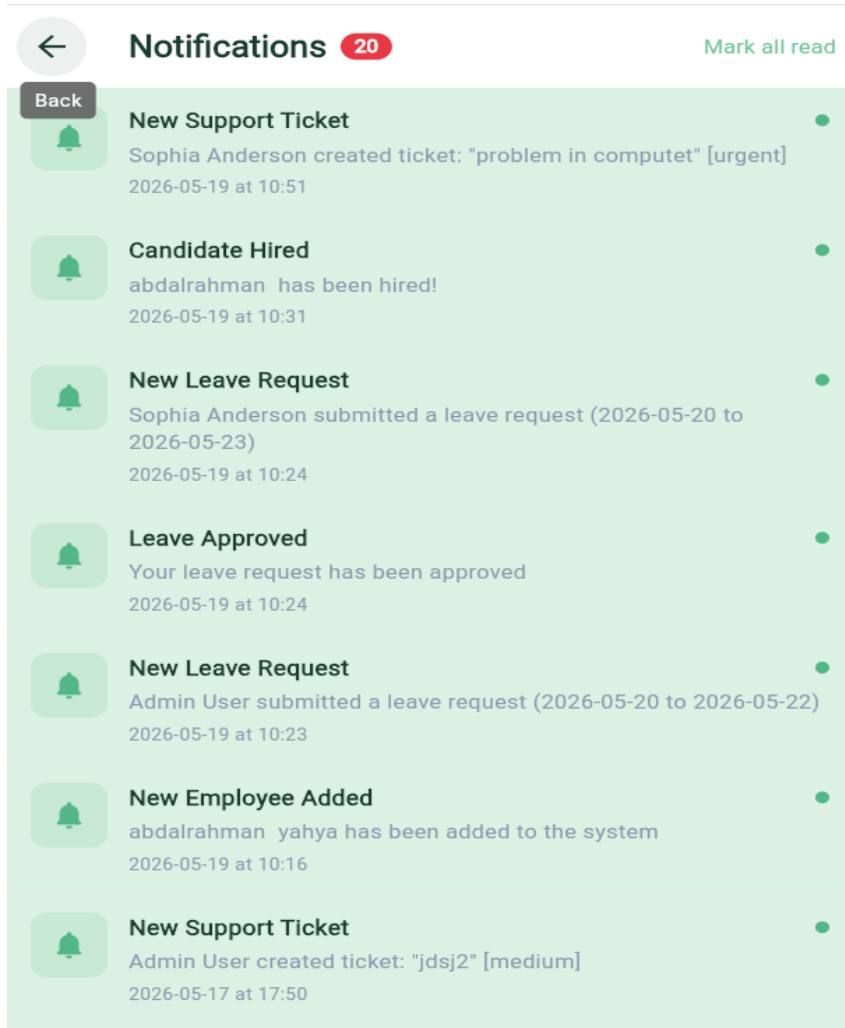 Notifications 20 Mark all read
Back
New Support Ticket
Sophia Anderson created ticket: "problem in computet" [urgent]
2026-05-19 at 10:51
Candidate Hired
abdalrahman  has been hired!
2026-05-19 at 10:31
New Leave Request
Sophia Anderson submitted a leave request (2026-05-20 to
2026-05-23)
2026-05-19 at 10:24
Leave Approved
Your leave request has been approved
2026-05-19 at 10:24
New Leave Request
Admin User submitted a leave request (2026-05-20 to 2026-05-22)
2026-05-19 at 10:23
New Employee Added
abdalrahman  yahya has been added to the system
2026-05-19 at 10:16
New Support Ticket
Admin User created ticket: "jdsj2" [medium]
2026-05-17 at 17:50